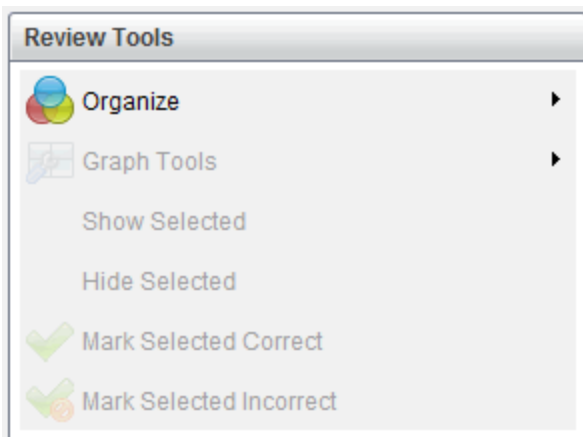 Review Tools
Organize
Graph Tools
Show Selected
Hide Selected
Mark Selected Correct
Mark Selected Incorrect